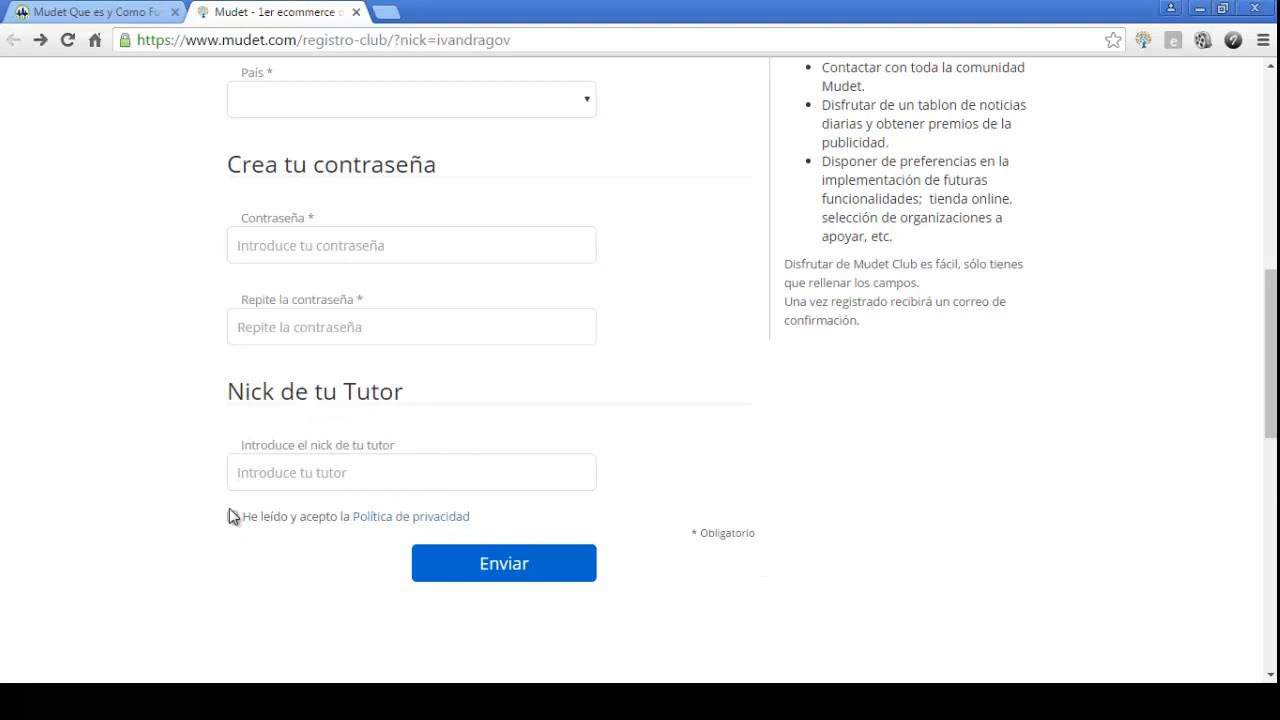 Mudet Que es y Como Fu
Mudet - 1er ecommerce
https://www.mudet.com/registro-club/?nick=ivandragov
País *
Crea tu contraseña
Contraseña *
Introduce tu contraseña
Repite la contraseña *
Repite la contraseña
Nick de tu Tutor
Introduce el nick de tu tutor
Introduce tu tutor
He leído y acepto la Política de privacidad
* Obligatorio
Enviar
Contactar con toda la comunidad
Mudet.
Disfrutar de un tablon de noticias
diarias y obtener premios de la
publicidad.
Disponer de preferencias en la
implementación de futuras
funcionalidades; tienda online,
selección de organizaciones a
apoyar, etc.
Disfrutar de Mudet Club es fácil, sólo tienes
que rellenar los campos.
Una vez registrado recibirá un correo de
confirmación.